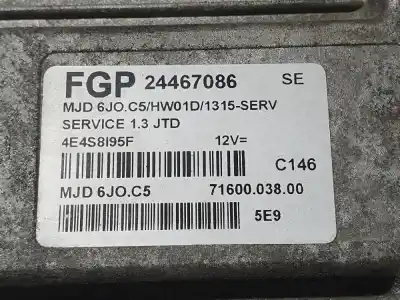 FGP 24467086 SE
MJD 6JO.C5/HW01D/1315-SERV
SERVICE 1.3 JTD
4E4S8I95F 12V=
C146
MJD 6JO.C5 71600.038.00
5E9